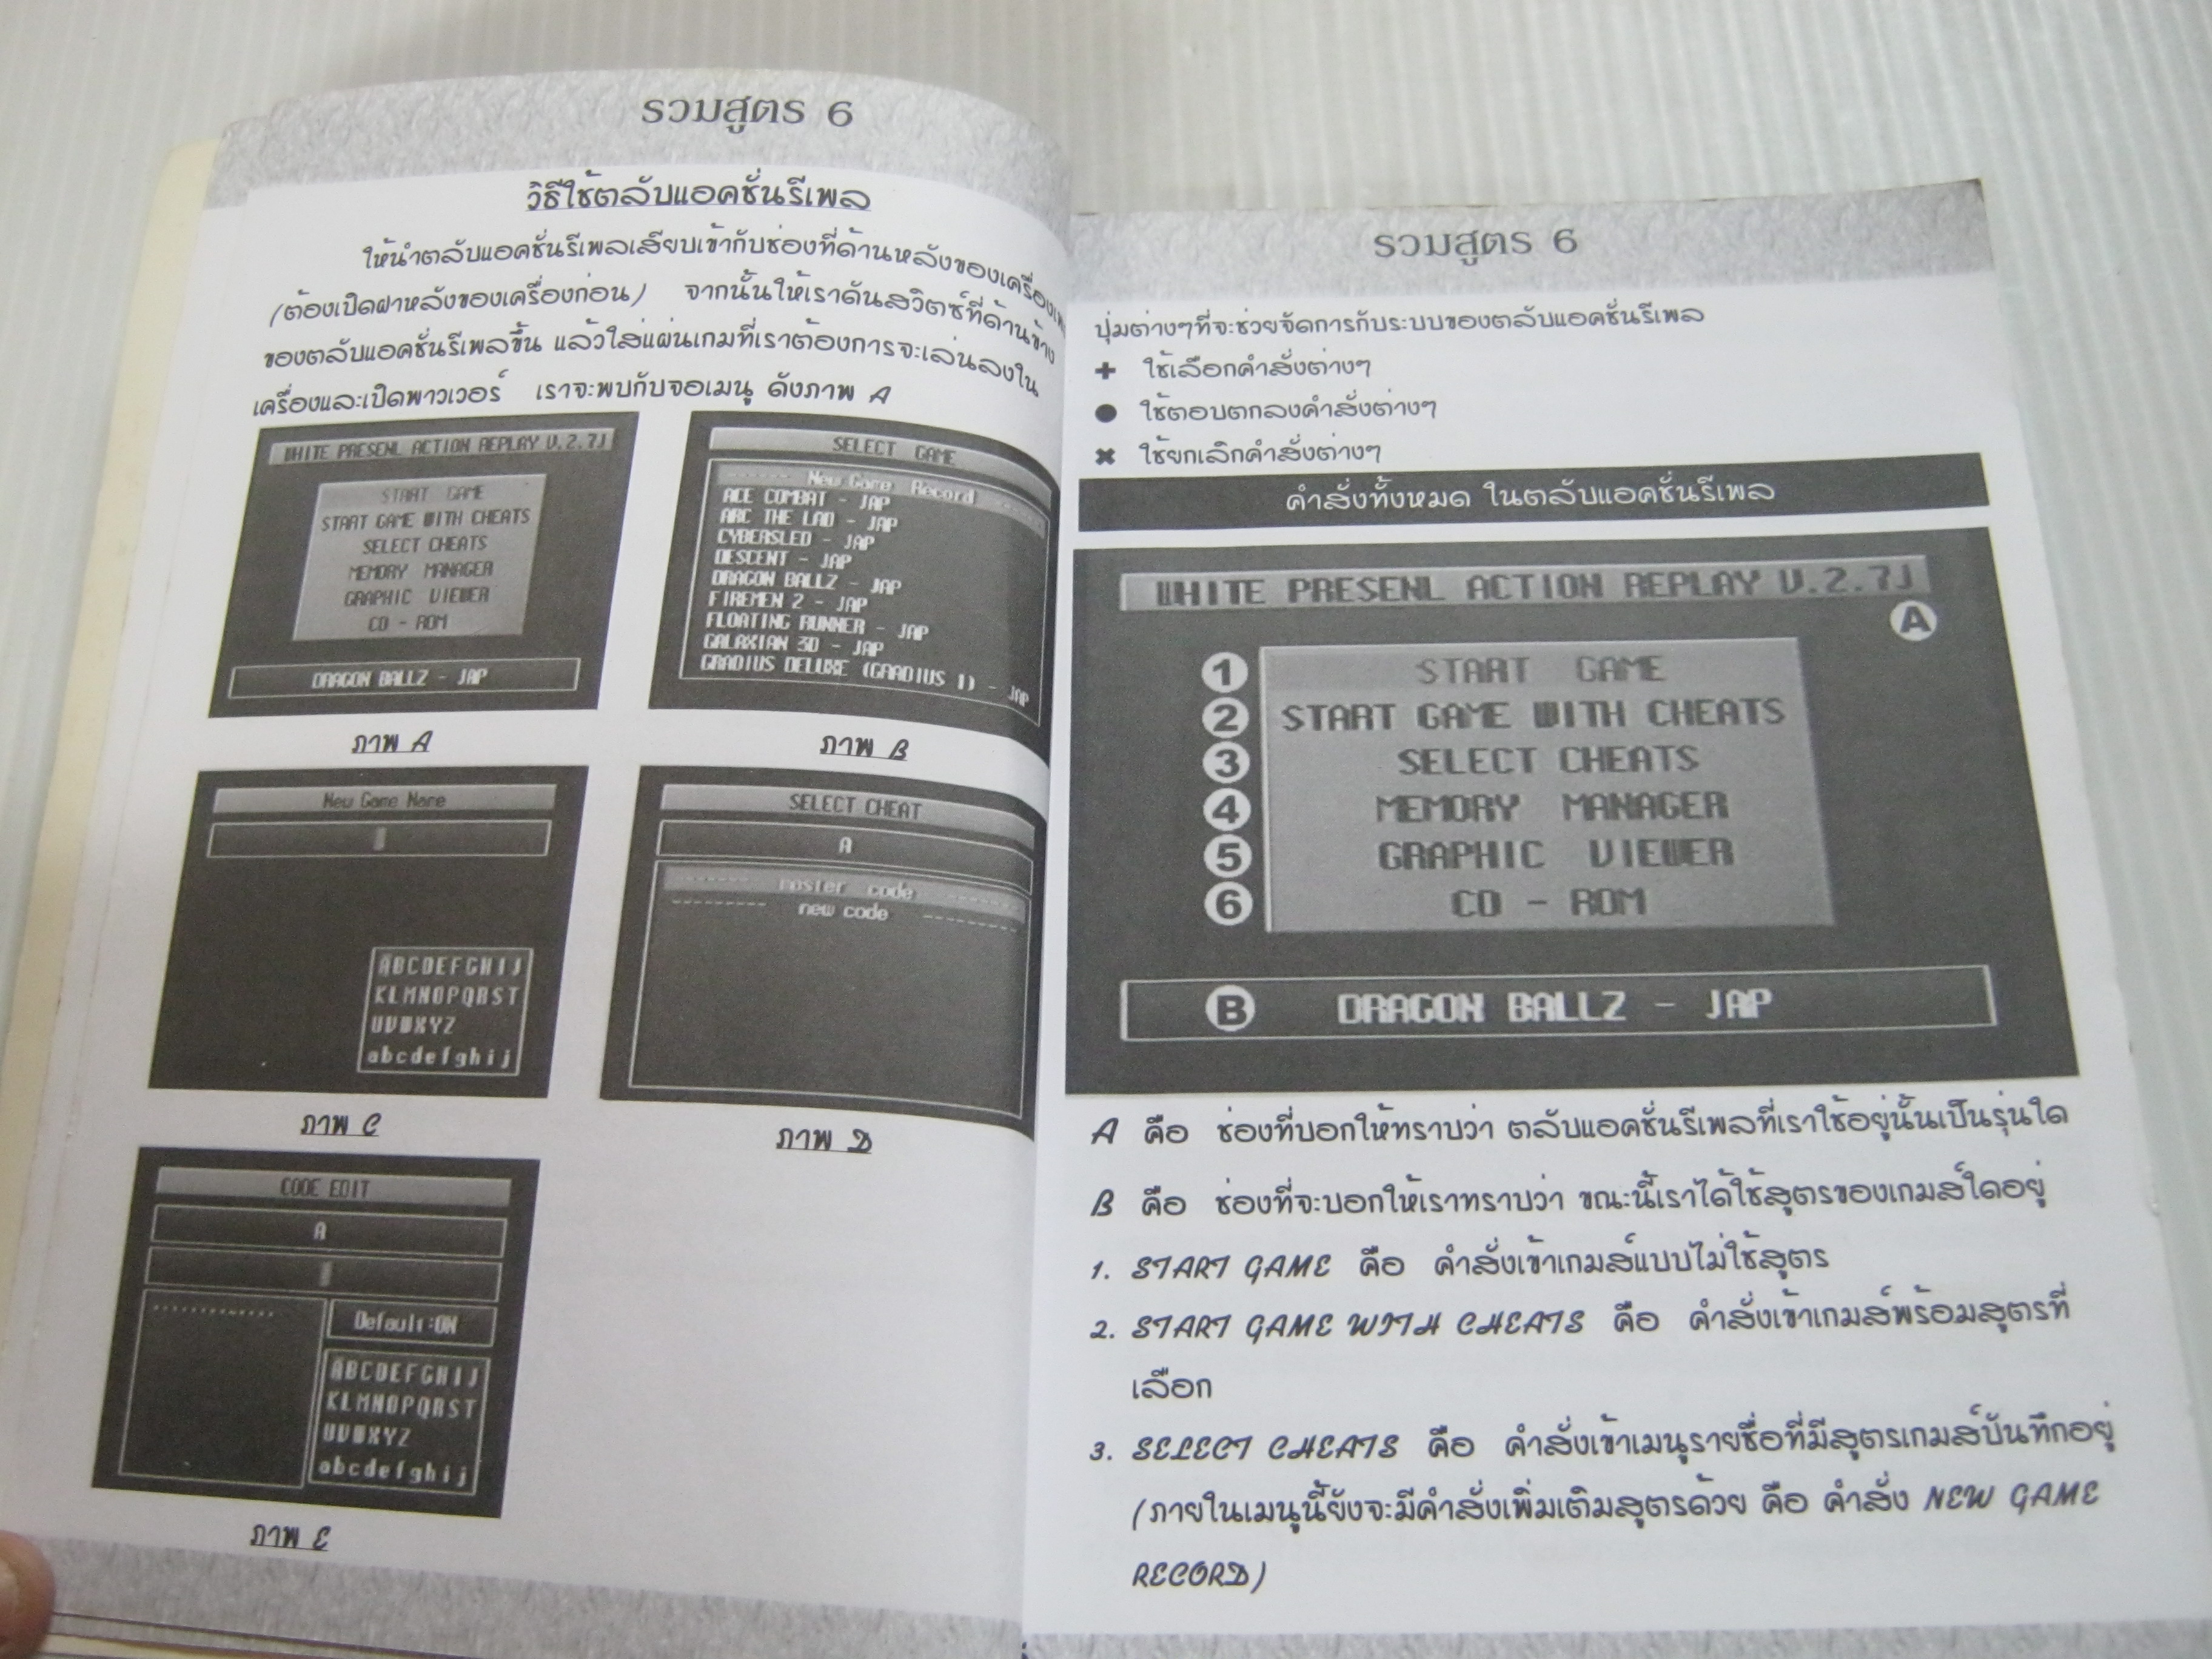 รวมสูตร 6
วิธีใช้ตลับแอคชั่นรีเพล
ให้นำตลับแอคชั่นรีเพลเสียบเข้ากับช่องที่ด้านหลังของเครื่อง
(ต้องเปิดฝาหลังของเครื่องก่อน) จากนั้นให้เราดันสวิตซ์ที่ด้านข้าง
ของตลับแอคชั่นรีเพลขึ้น แล้วใส่แผ่นเกมที่เราต้องการจะเล่นลงใน
เครื่องและเปิดพาวเวอร์ เราจะพบกับจอเมนู ดังภาพ A
WHITE PRESENL ACTION REPLAY V.2.7J
START GAME
START GAME WITH CHEATS
SELECT CHEATS
MEMORY MANAGER
GRAPHIC VIEWER
CD - ROM
DRAGON BALLZ - JAP
ภาพ A
SELECT GAME
------ New Game Record ------
ACE COMBAT - JAP
ARC THE LAD - JAP
CYBERSLED - JAP
DESCENT - JAP
DRAGON BALLZ - JAP
FIREMEN 2 - JAP
FLOATING RUNNER - JAP
GALAXIAN 3D - JAP
GRADIUS DELUXE (GRADIUS 1) - JAP
ภาพ B
New Game Name
ABCDEFGHIJ
KLMNOPQRST
UVWXYZ
abcdefghij
ภาพ C
SELECT CHEAT
A
------- master code -------
--------- new code ---------
ภาพ D
CODE EDIT
A
Default:ON
ABCDEFGHIJ
KLMNOPQRST
UVWXYZ
abcdefghij
ภาพ E
รวมสูตร 6
ปุ่มต่างๆที่จะช่วยจัดการกับระบบของตลับแอคชั่นรีเพล
+ ใช้เลือกคำสั่งต่างๆ
● ใช้ตอบตกลงคำสั่งต่างๆ
✖ ใช้ยกเลิกคำสั่งต่างๆ
คำสั่งทั้งหมด ในตลับแอคชั่นรีเพล
WHITE PRESENL ACTION REPLAY V.2.7J
A
1 START GAME
2 START GAME WITH CHEATS
3 SELECT CHEATS
4 MEMORY MANAGER
5 GRAPHIC VIEWER
6 CD - ROM
B DRAGON BALLZ - JAP
A คือ ช่องที่บอกให้ทราบว่า ตลับแอคชั่นรีเพลที่เราใช้อยู่นั้นเป็นรุ่นใด
B คือ ช่องที่จะบอกให้เราทราบว่า ขณะนี้เราได้ใช้สูตรของเกมส์ใดอยู่
1. START GAME คือ คำสั่งเข้าเกมส์แบบไม่ใช้สูตร
2. START GAME WITH CHEATS คือ คำสั่งเข้าเกมส์พร้อมสูตรที่
เลือก
3. SELECT CHEATS คือ คำสั่งเข้าเมนูรายชื่อที่มีสูตรเกมส์บันทึกอยู่
(ภายในเมนูนี้ยังจะมีคำสั่งเพิ่มเติมสูตรด้วย คือ คำสั่ง NEW GAME
RECORD)